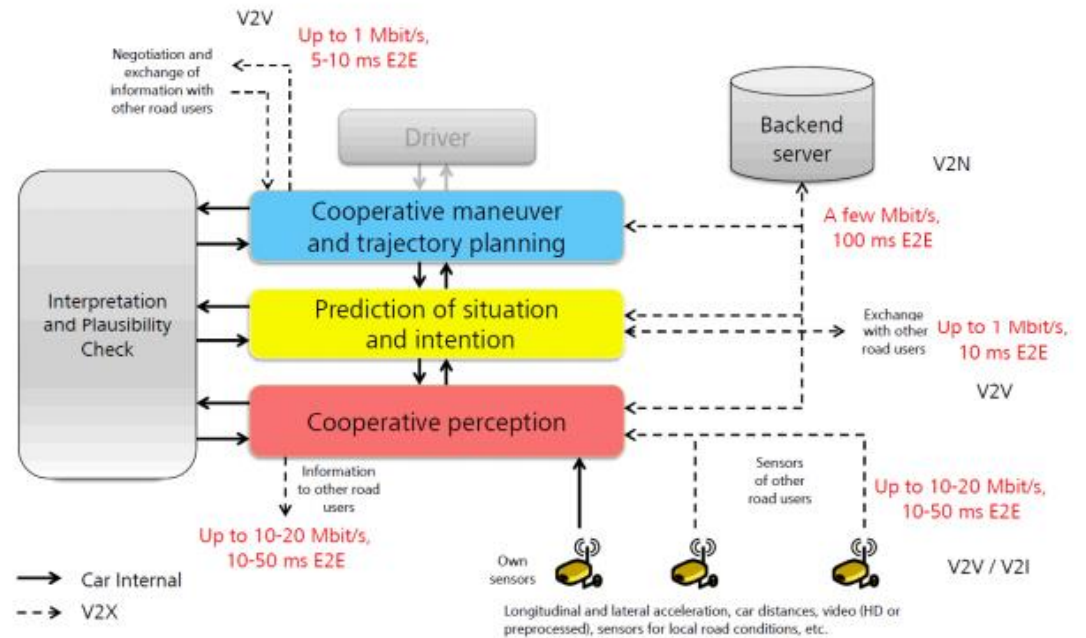 V2V
Up to 1 Mbit/s,
5-10 ms E2E
Negotiation and
exchange of
information with
other road users
Driver
Backend
server
V2N
Cooperative maneuver
and trajectory planning
A few Mbit/s,
100 ms E2E
Interpretation
and Plausibility
Check
Prediction of situation
and intention
Exchange
with other
road users
Up to 1 Mbit/s,
10 ms E2E
V2V
Cooperative perception
Information
to other road
users
Up to 10-20 Mbit/s,
10-50 ms E2E
Sensors
of other
road users
Up to 10-20 Mbit/s,
10-50 ms E2E
Own
sensors
V2V / V2I
Car Internal
V2X
Longitudinal and lateral acceleration, car distances, video (HD or
preprocessed), sensors for local road conditions, etc.